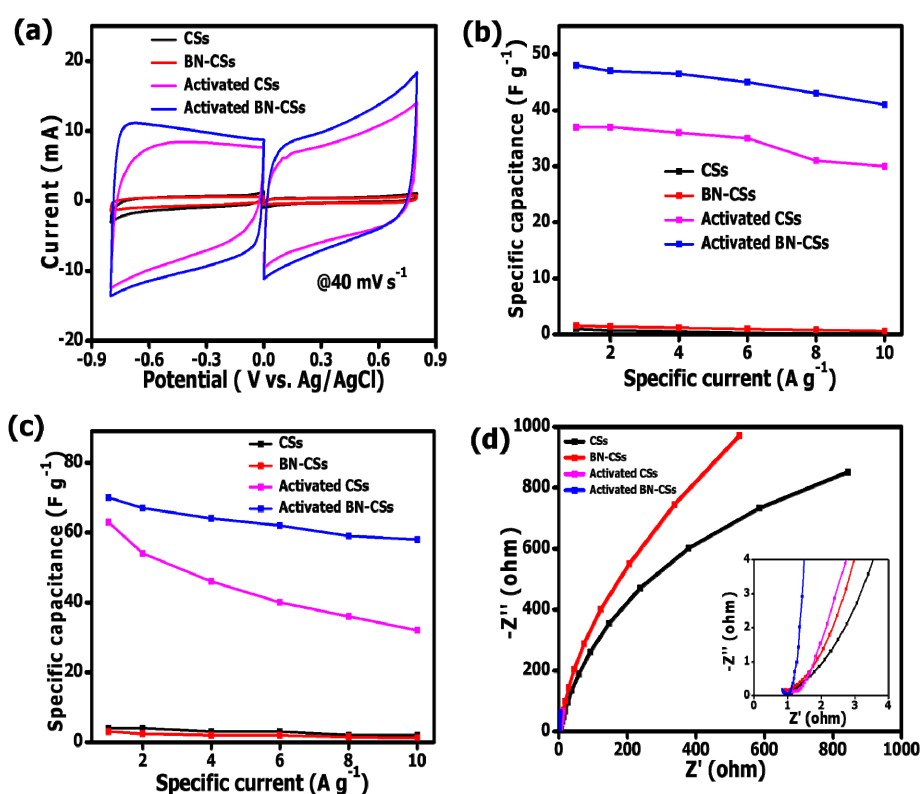 (a)
CSs
BN-CSs
Activated CSs
Activated BN-CSs
20
10
0
-10
-20
Current (mA)
@40 mV s⁻¹
-0.9 -0.6 -0.3 0.0 0.3 0.6 0.9
Potential ( V vs. Ag/AgCl)
(b)
50
40
30
20
10
0
Specific capacitance (F g⁻¹)
CSs
BN-CSs
Activated CSs
Activated BN-CSs
2 4 6 8 10
Specific current (A g⁻¹)
(c)
80
60
40
20
0
Specific capacitance (F g⁻¹)
CSs
BN-CSs
Activated CSs
Activated BN-CSs
2 4 6 8 10
Specific current (A g⁻¹)
(d)
1000
800
600
400
200
0
-Z'' (ohm)
CSs
BN-CSs
Activated CSs
Activated BN-CSs
4
3
2
1
0
-Z'' (ohm)
0 1 2 3 4
Z' (ohm)
0 200 400 600 800 1000
Z' (ohm)